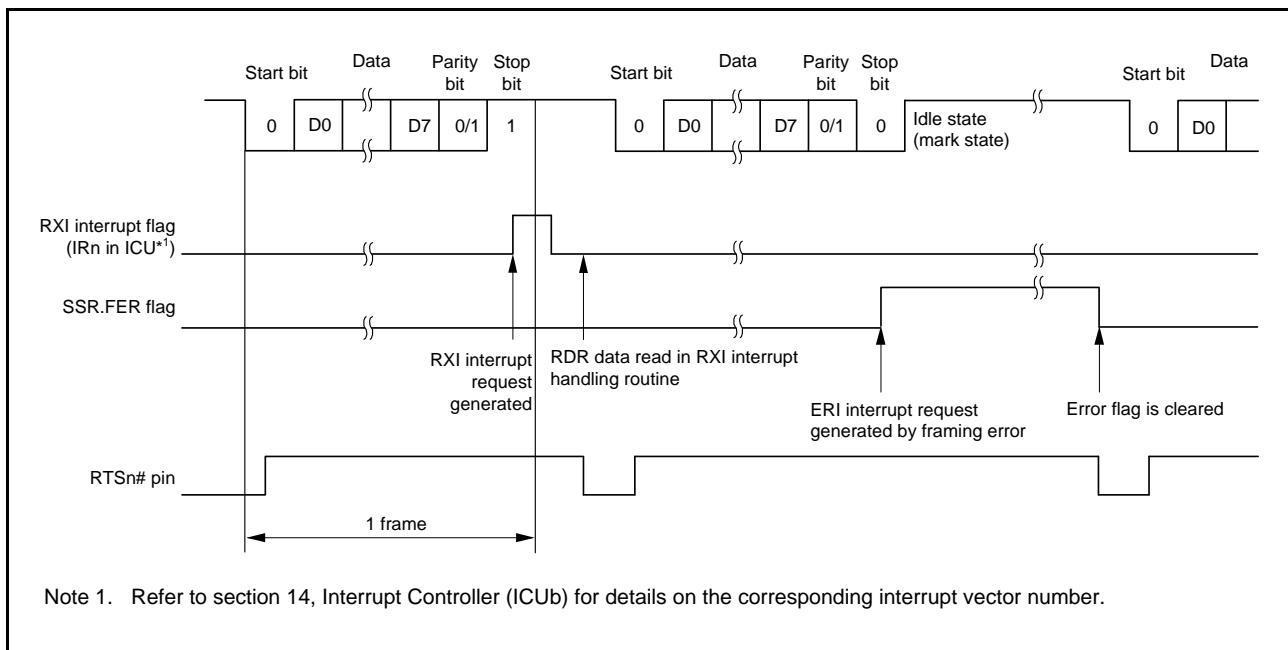 Start bit Data Parity bit Stop bit Start bit Data Parity bit Stop bit Start bit Data
0 D0 D7 0/1 1 0 D0 D7 0/1 0 Idle state (mark state) 0 D0
RXI interrupt flag
(IRn in ICU*1)
SSR.FER flag
RXI interrupt
request
generated
RDR data read in RXI interrupt
handling routine
ERI interrupt request
generated by framing error
Error flag is cleared
RTSn# pin
1 frame
Note 1. Refer to section 14, Interrupt Controller (ICUb) for details on the corresponding interrupt vector number.